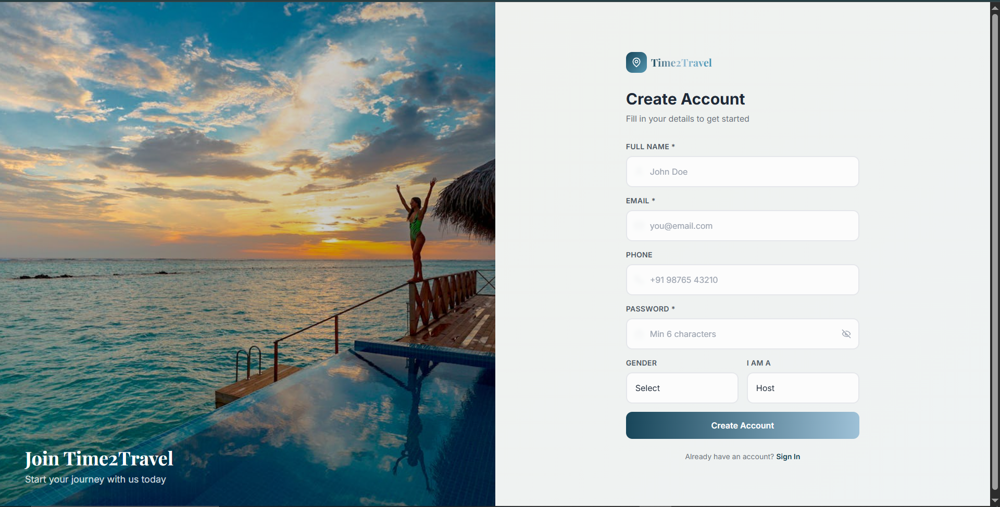 Join Time2Travel
Start your journey with us today
Time2Travel
Create Account
Fill in your details to get started
FULL NAME *
John Doe
EMAIL *
you@email.com
PHONE
+91 98765 43210
PASSWORD *
Min 6 characters
GENDER
I AM A
Select
Host
Create Account
Already have an account? Sign In